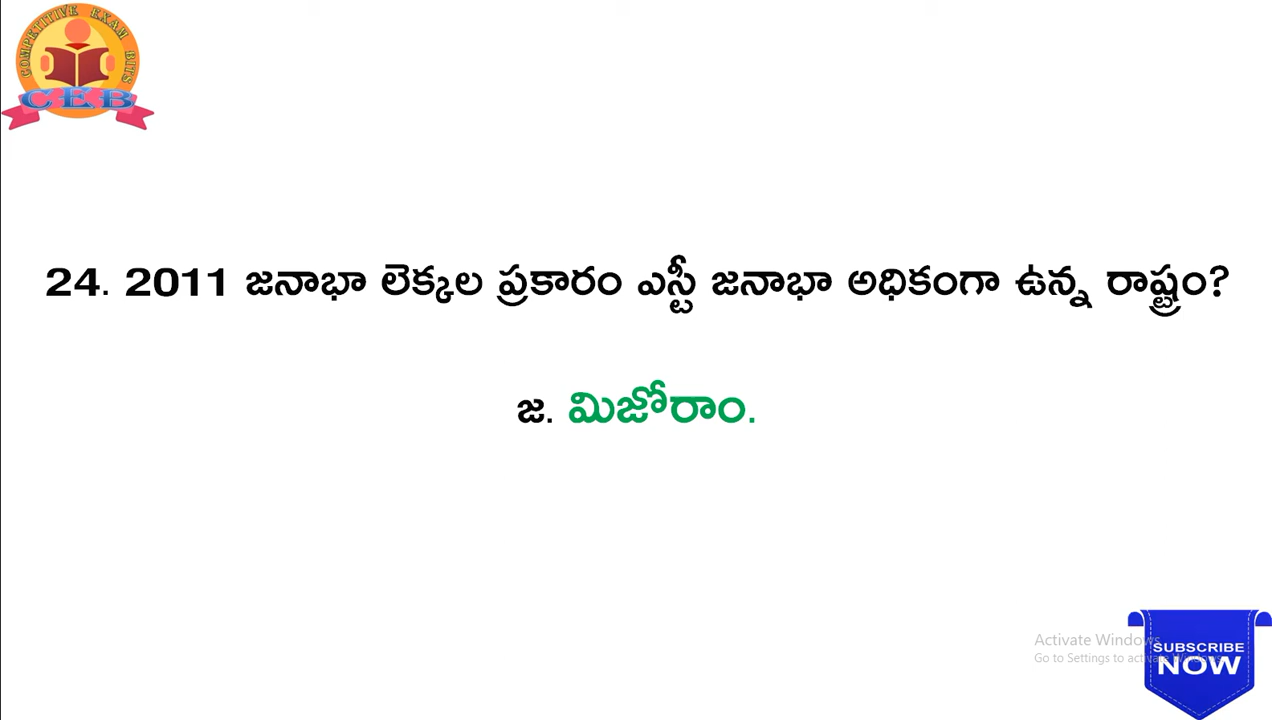 COMPETITIVE EXAM BITS
CEB
24. 2011 జనాభా లెక్కల ప్రకారం ఎస్టీ జనాభా అధికంగా ఉన్న రాష్ట్రం?
జ. మిజోరాం.
Activate Windows
Go to Settings to activate Windows.
SUBSCRIBE
NOW